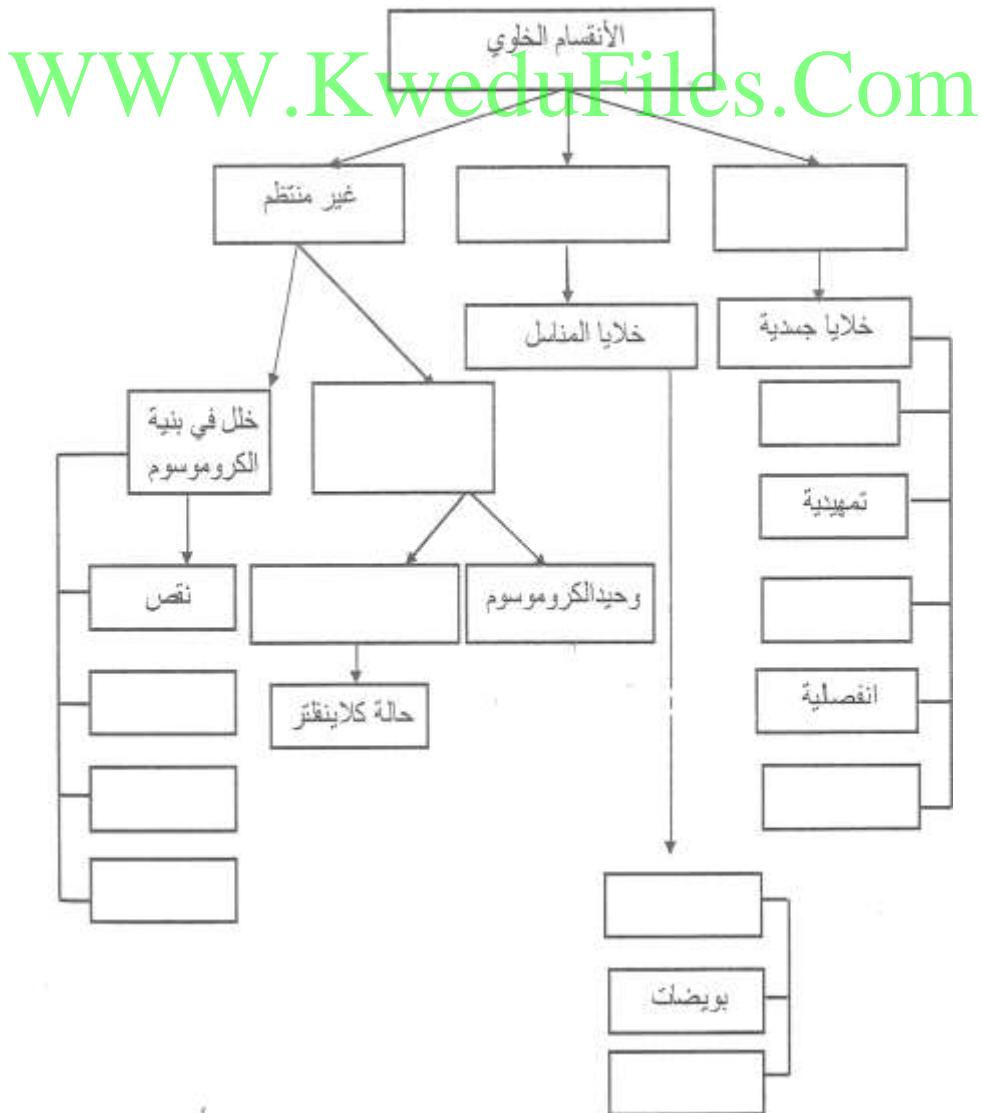 الأنقسام الخلوي
WWW.KweduFiles.Com
غير منتظم
خلايا المناسل
خلايا جسدية
خلل في بنية
الكروموسوم
تمهيدية
نقص
وحيدالكروموسوم
انفصلية
حالة كلاينفلتر
بويضات